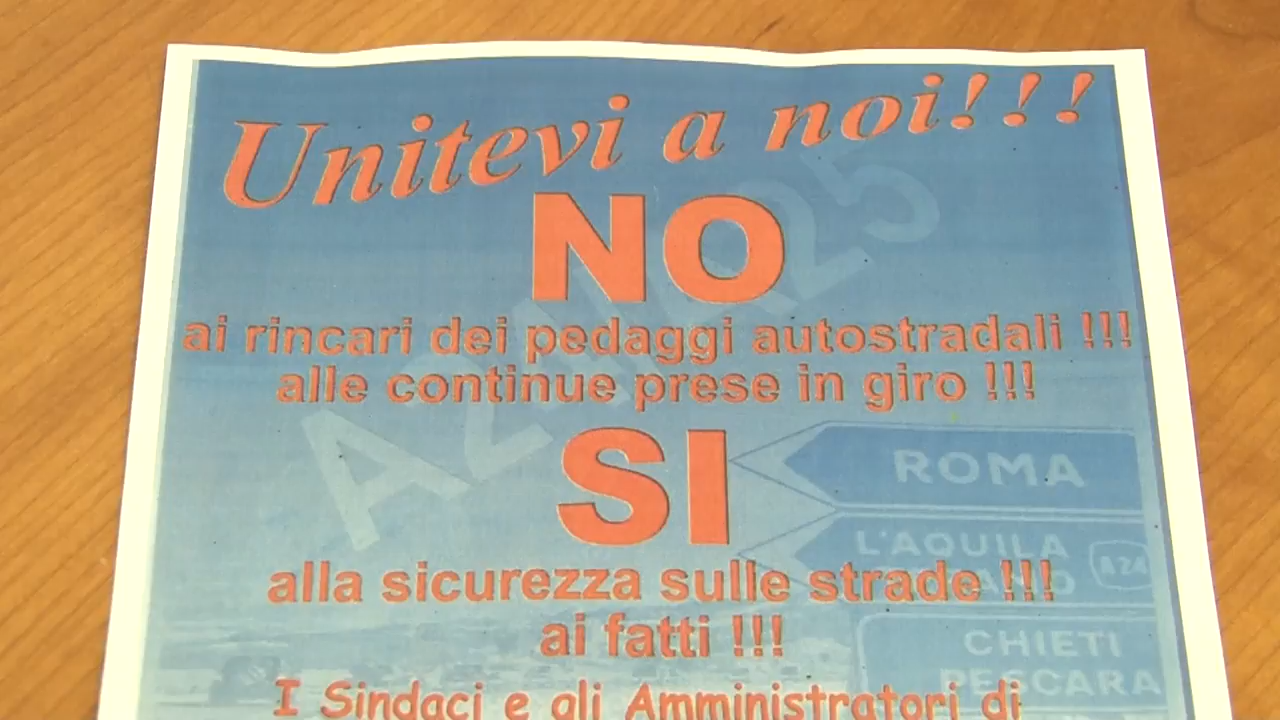 Unitevi a noi!!!
NO
ai rincari dei pedaggi autostradali !!!
alle continue prese in giro !!!
SI
alla sicurezza sulle strade !!!
ai fatti !!!
I Sindaci e gli Amministratori di
ROMA
L'AQUILA
A24
CHIETI
PESCARA